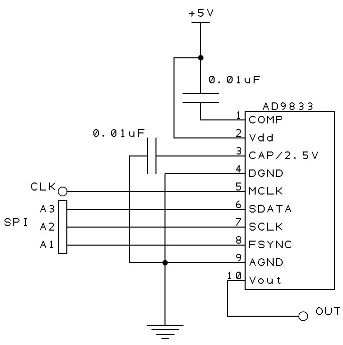 +5V
0.01uF
AD9833
1 COMP
2 Vdd
0.01uF
3 CAP/2.5V
4 DGND
CLK
5 MCLK
A3
6 SDATA
SPI
A2
7 SCLK
A1
8 FSYNC
9 AGND
10 Vout
OUT